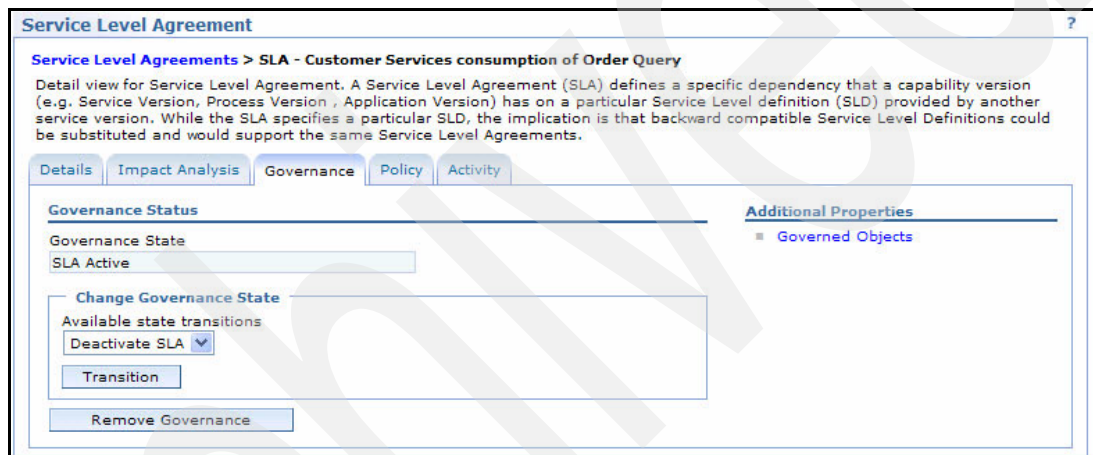 Service Level Agreement ?
Service Level Agreements > SLA - Customer Services consumption of Order Query
Detail view for Service Level Agreement. A Service Level Agreement (SLA) defines a specific dependency that a capability version
(e.g. Service Version, Process Version , Application Version) has on a particular Service Level definition (SLD) provided by another
service version. While the SLA specifies a particular SLD, the implication is that backward compatible Service Level Definitions could
be substituted and would support the same Service Level Agreements.
Details Impact Analysis Governance Policy Activity
Governance Status
Governance State
SLA Active
Change Governance State
Available state transitions
Deactivate SLA
Transition
Remove Governance
Additional Properties
Governed Objects